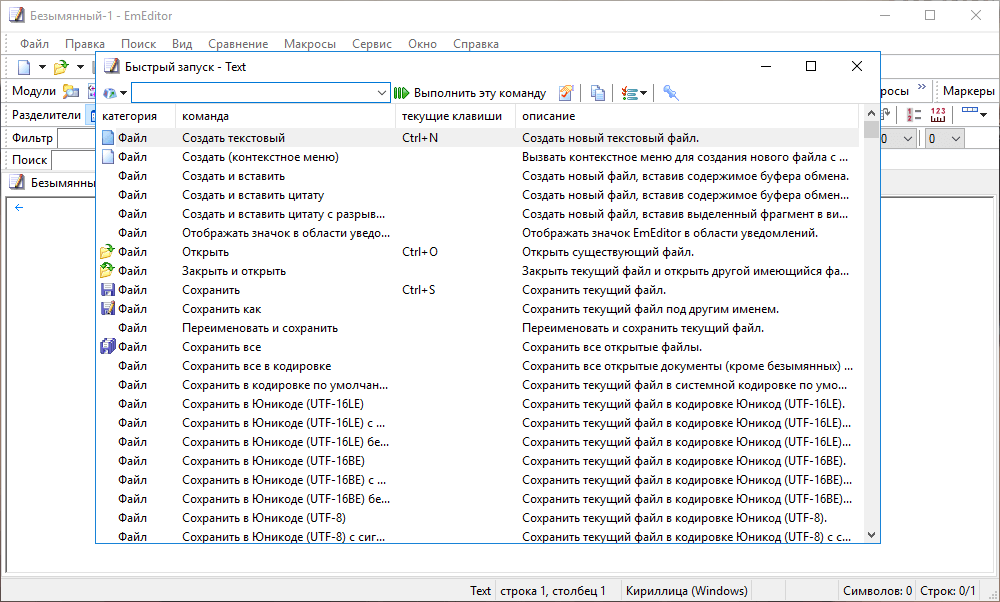 Безымянный-1 - EmEditor
Файл Правка Поиск Вид Сравнение Макросы Сервис Окно Справка
Быстрый запуск - Text
Модули
Выполнить эту команду
Маркеры
Разделители
категория команда текущие клавиши описание
Фильтр
Файл Создать текстовый Ctrl+N Создать новый текстовый файл.
0 0
Поиск
Файл Создать (контекстное меню) Вызвать контекстное меню для создания нового файла с ...
Файл Создать и вставить Создать новый файл, вставив содержимое буфера обмена.
Файл Создать и вставить цитату Создать новый файл, вставив содержимое буфера обмен...
Файл Создать и вставить цитату с разрыв... Создать новый файл, вставив выделенный фрагмент в ви...
Файл Отображать значок в области уведо... Отображать значок EmEditor в области уведомлений.
Файл Открыть Ctrl+O Открыть существующий файл.
Файл Закрыть и открыть Закрыть текущий файл и открыть другой имеющийся фа...
Файл Сохранить Ctrl+S Сохранить текущий файл.
Файл Сохранить как Сохранить текущий файл под другим именем.
Файл Переименовать и сохранить Переименовать и сохранить текущий файл.
Файл Сохранить все Сохранить все открытые файлы.
Файл Сохранить все в кодировке Сохранить все открытые документы (кроме безымянных) ...
Файл Сохранить в кодировке по умолчан... Сохранить текущий файл в системной кодировке по умо...
Файл Сохранить в Юникоде (UTF-16LE) Сохранить текущий файл в кодировке Юникод (UTF-16LE).
Файл Сохранить в Юникоде (UTF-16LE) с ... Сохранить текущий файл в кодировке Юникод (UTF-16LE)...
Файл Сохранить в Юникоде (UTF-16LE) бе... Сохранить текущий файл в кодировке Юникод (UTF-16LE)...
Файл Сохранить в Юникоде (UTF-16BE) Сохранить текущий файл в кодировке Юникод (UTF-16BE).
Файл Сохранить в Юникоде (UTF-16BE) с ... Сохранить текущий файл в кодировке Юникод (UTF-16BE)...
Файл Сохранить в Юникоде (UTF-16BE) бе... Сохранить текущий файл в кодировке Юникод (UTF-16BE)...
Файл Сохранить в Юникоде (UTF-8) Сохранить текущий файл в кодировке Юникод (UTF-8).
Файл Сохранить в Юникоде (UTF-8) с сиг... Сохранить текущий файл в кодировке Юникод (UTF-8) с с...
Text строка 1, столбец 1 Кириллица (Windows) Символов: 0 Строк: 0/1